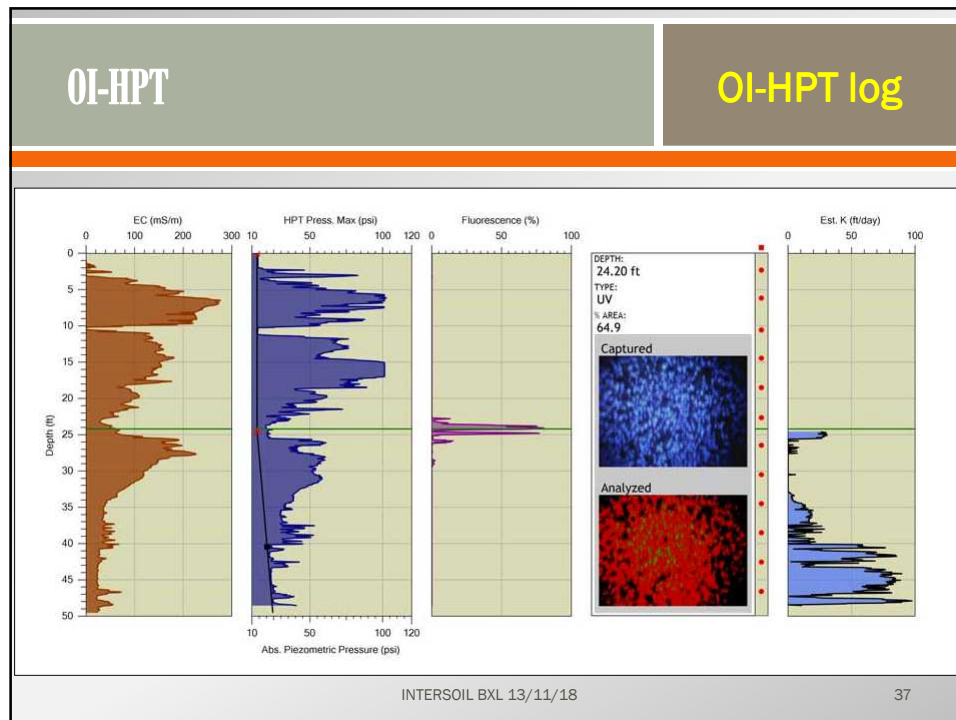 OI-HPT
OI-HPT log
EC (mS/m)
0 100 200 300
HPT Press. Max (psi)
10 50 100 120
Fluorescence (%)
0 50 100
Est. K (ft/day)
0 50 100
Depth (ft)
0
5
10
15
20
25
30
35
40
45
50
DEPTH:
24.20 ft
TYPE:
UV
% AREA:
64.9
Captured
Analyzed
10 50 100 120
Abs. Piezometric Pressure (psi)
INTERSOIL BXL 13/11/18
37